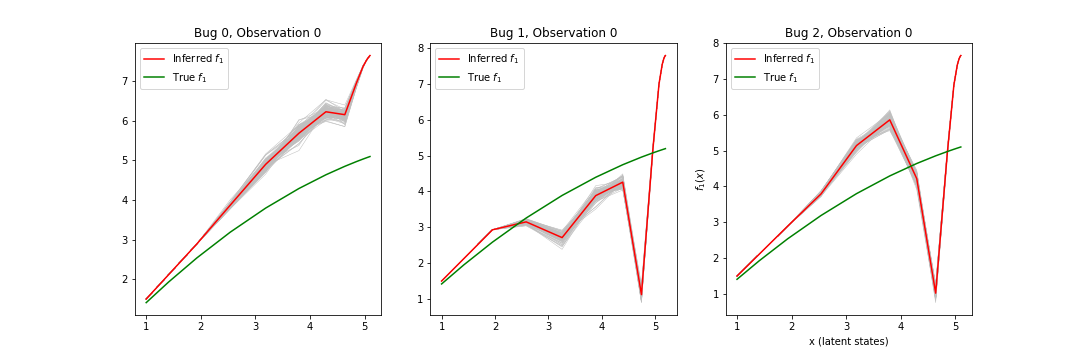 Bug 0, Observation 0
Inferred f₁
True f₁
7
6
5
4
3
2
1 2 3 4 5
Bug 1, Observation 0
Inferred f₁
True f₁
8
7
6
5
4
3
2
1
1 2 3 4 5
Bug 2, Observation 0
Inferred f₁
True f₁
f₁(x)
8
7
6
5
4
3
2
1
1 2 3 4 5
x (latent states)